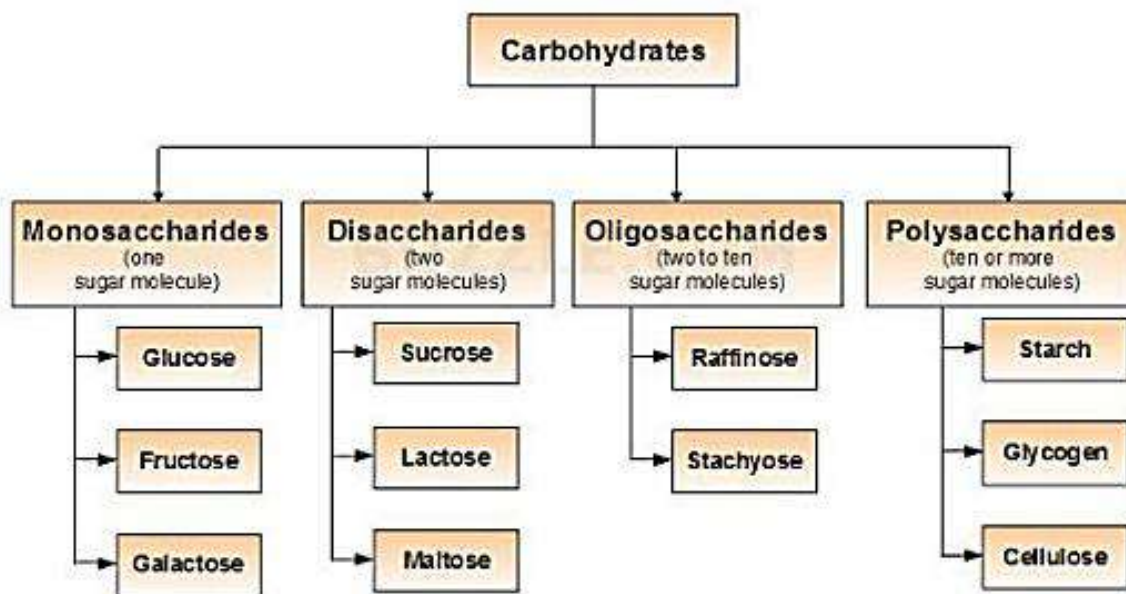 Carbohydrates
Monosaccharides
(one
sugar molecule)
Disaccharides
(two
sugar molecules)
Oligosaccharides
(two to ten
sugar molecules)
Polysaccharides
(ten or more
sugar molecules)
Glucose
Fructose
Galactose
Sucrose
Lactose
Maltose
Raffinose
Stachyose
Starch
Glycogen
Cellulose